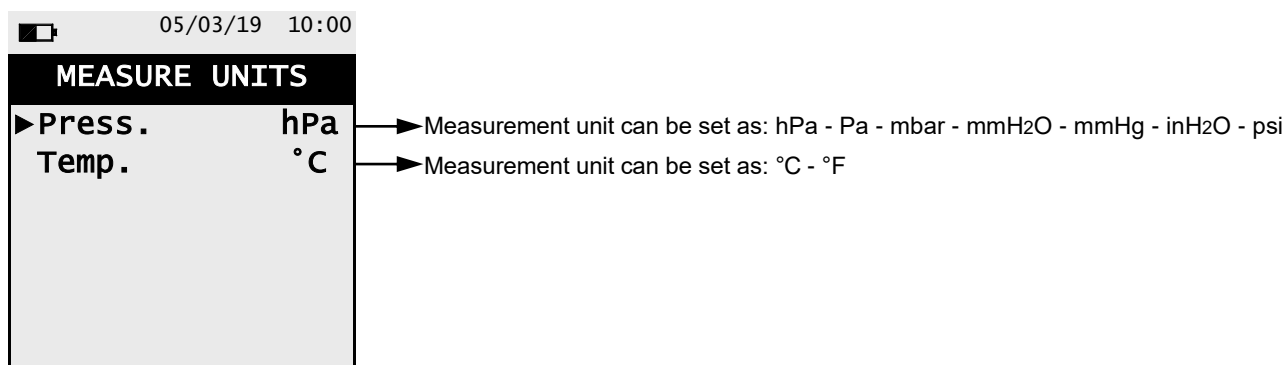 05/03/19 10:00
MEASURE UNITS
►Press. hPa
Measurement unit can be set as: hPa - Pa - mbar - mmH2O - mmHg - inH2O - psi
Temp. °C
Measurement unit can be set as: °C - °F